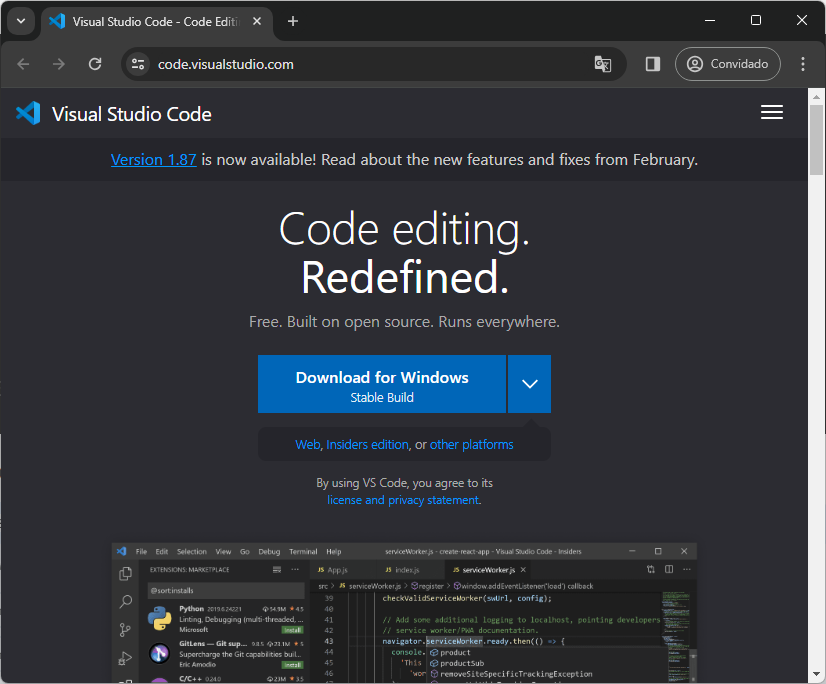 Visual Studio Code - Code Editi
code.visualstudio.com
Convidado
Visual Studio Code
Version 1.87 is now available! Read about the new features and fixes from February.
Code editing.
Redefined.
Free. Built on open source. Runs everywhere.
Download for Windows
Stable Build
Web, Insiders edition, or other platforms
By using VS Code, you agree to its
license and privacy statement.
File Edit Selection View Go Debug Terminal Help
serviceWorker.js - create-react-app - Visual Studio Code - Insiders
EXTENSIONS: MARKETPLACE
@sort:installs
Python 2019.6.24221 54.9M 4.5
Linting, Debugging (multi-threaded, ...
Microsoft Install
GitLens — Git sup... 9.8.5 23.1M 5
Supercharge the Git capabilities buil...
Eric Amodio Install
C/C++ 0.24.0 23M 3.5
JS App.js JS index.js JS serviceWorker.js
src > JS serviceWorker.js > register > window.addEventListener('load') callback
39 checkValidServiceWorker(swUrl, config);
40
41 // Add some additional logging to localhost, pointing developers
42 // service worker/PWA documentation.
43 navigator.serviceWorker.ready.then(() => {
44 console. product
45 'This productSub
46 'wor removeSiteSpecificTrackingException